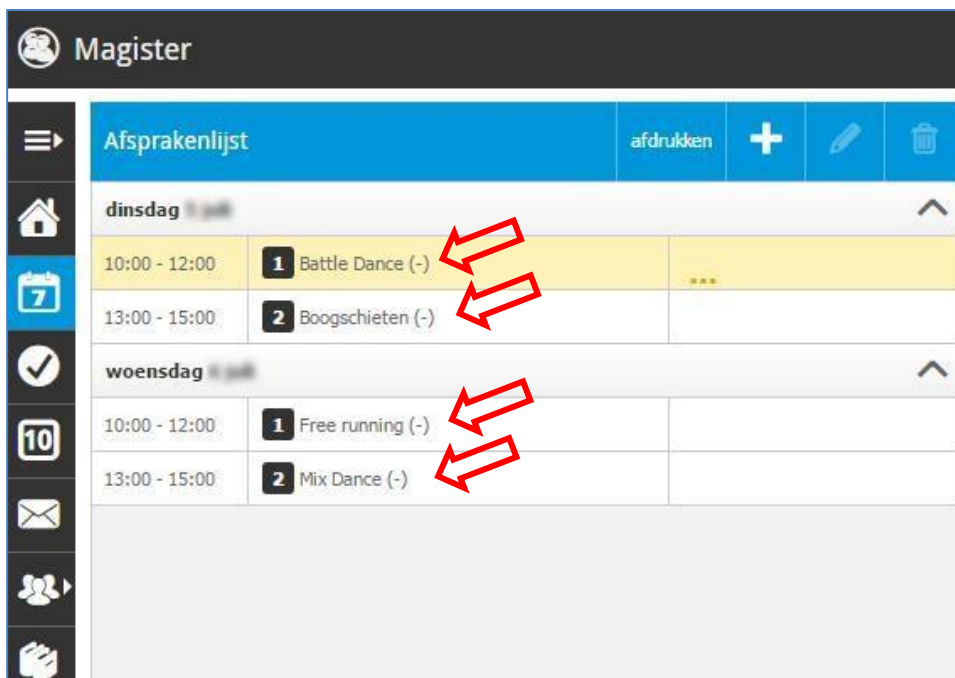 Magister
Afsprakenlijst afdrukken
dinsdag
10:00 - 12:00 1 Battle Dance (-) ...
13:00 - 15:00 2 Boogschieten (-)
7
woensdag
10:00 - 12:00 1 Free running (-)
10
13:00 - 15:00 2 Mix Dance (-)